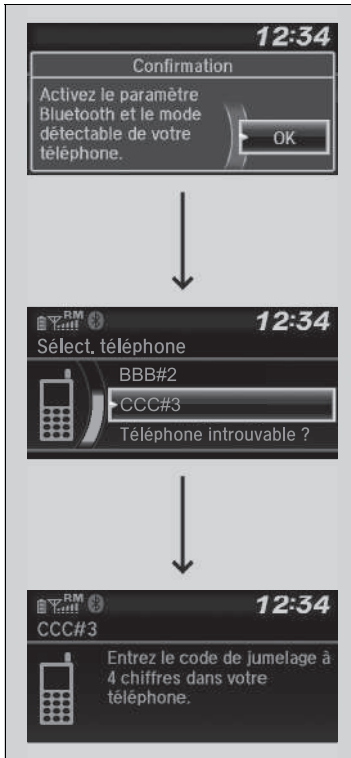 12:34
Confirmation
Activez le paramètre
Bluetooth et le mode
détectable de votre
téléphone.
OK
RM
12:34
Sélect. téléphone
BBB#2
CCC#3
Téléphone introuvable ?
RM
12:34
CCC#3
Entrez le code de jumelage à
4 chiffres dans votre
téléphone.